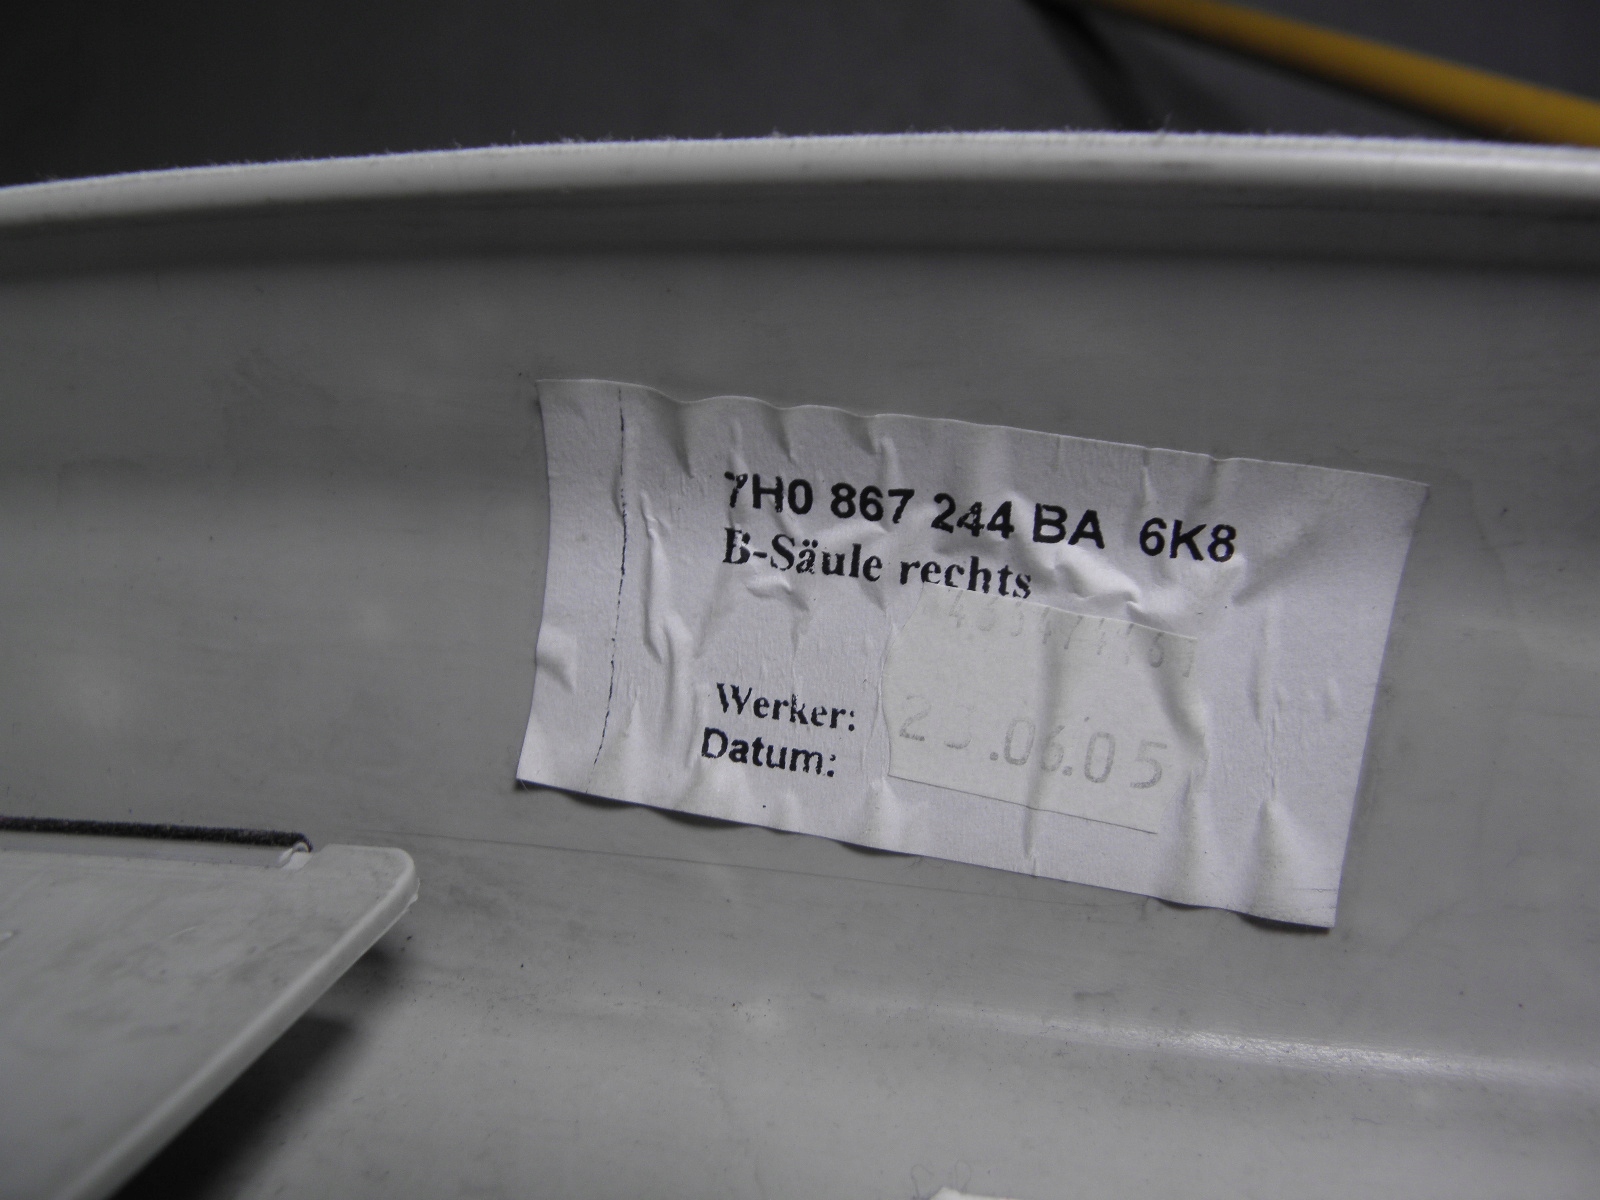 7H0 867 244 BA 6K8
B-Säule rechts
Werker:
Datum: